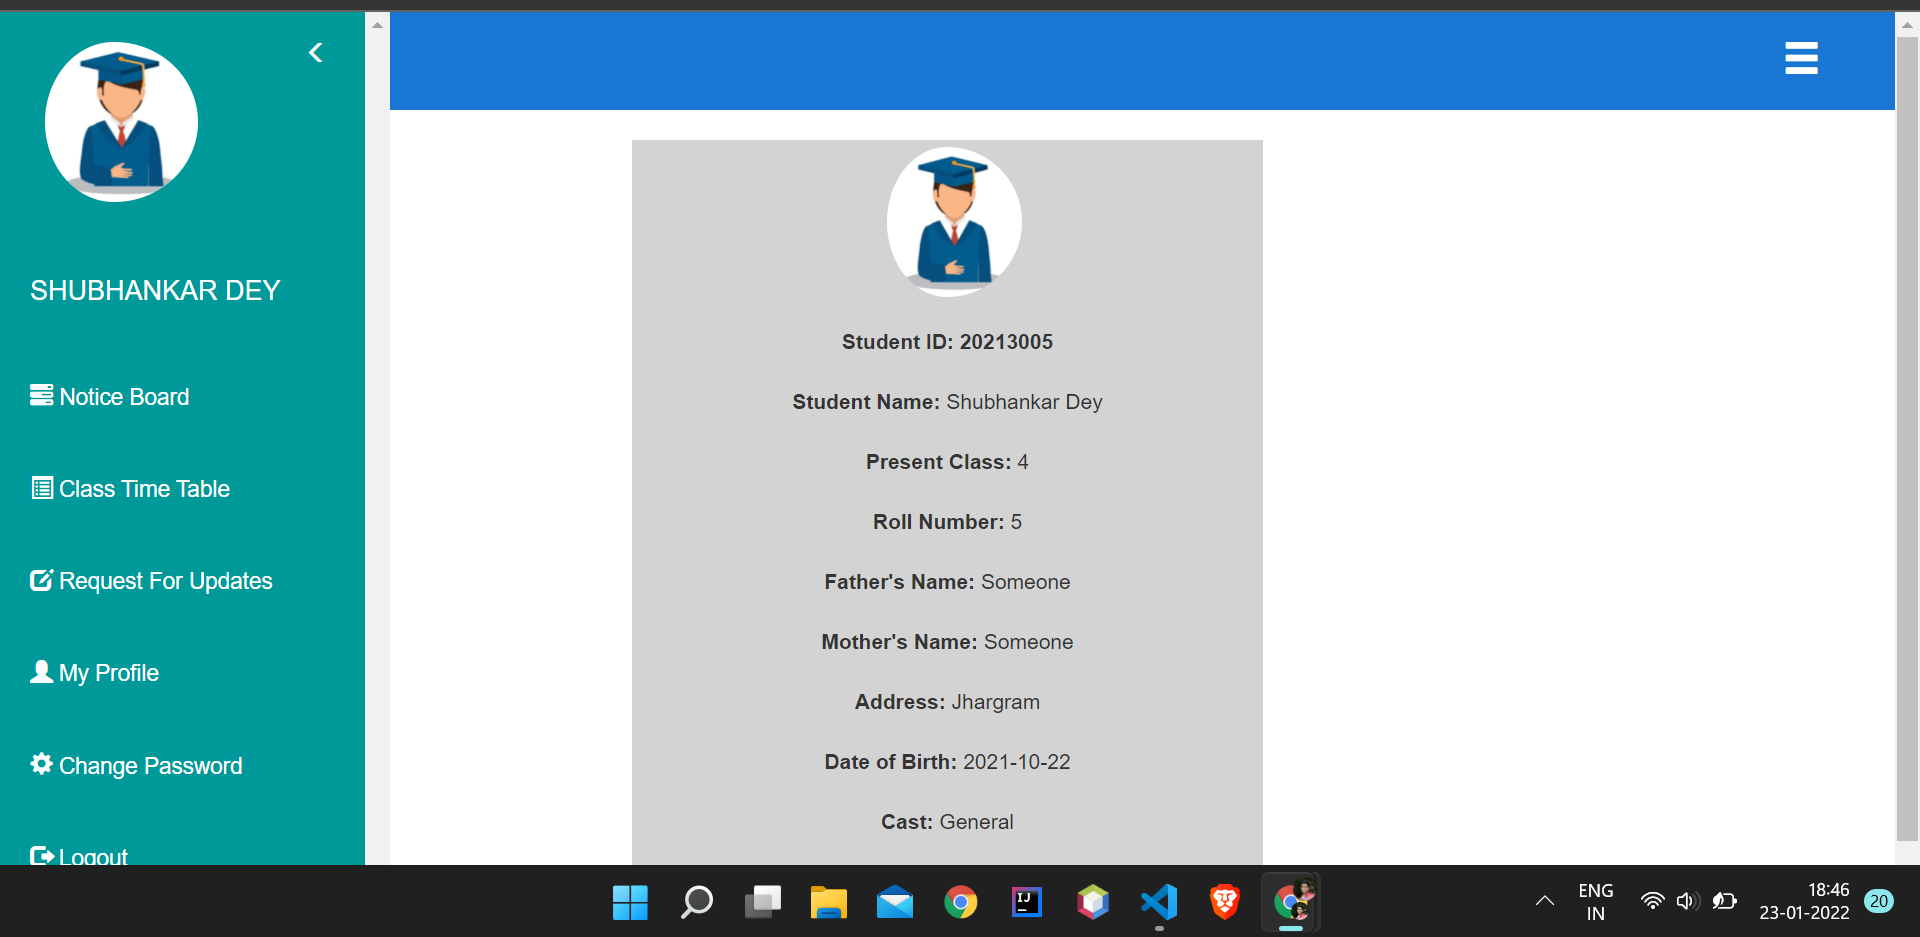 SHUBHANKAR DEY
Notice Board
Class Time Table
Request For Updates
My Profile
Change Password
Logout
Student ID: 20213005
Student Name: Shubhankar Dey
Present Class: 4
Roll Number: 5
Father's Name: Someone
Mother's Name: Someone
Address: Jhargram
Date of Birth: 2021-10-22
Cast: General
IJ
ENG
IN
18:46
23-01-2022
20